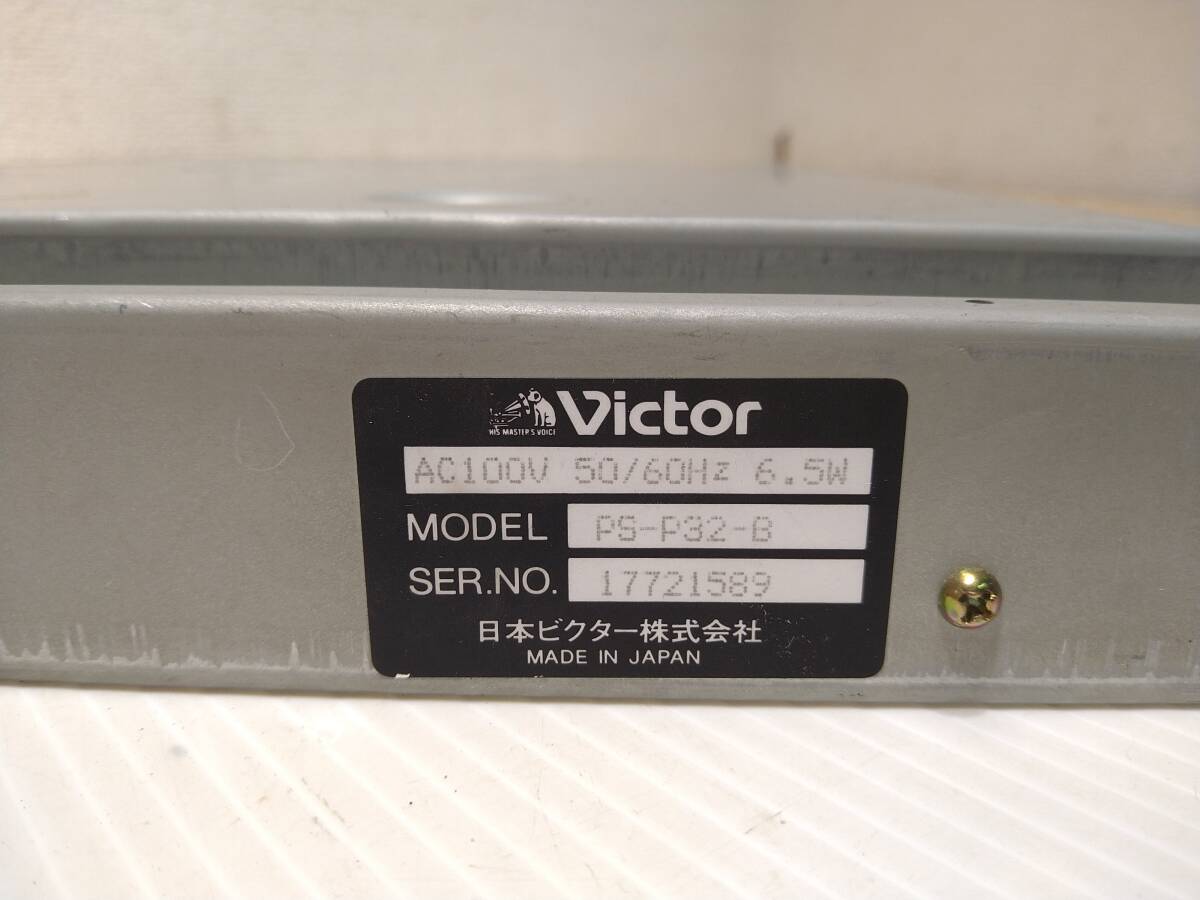 HIS MASTER'S VOICE
Victor
AC100V 50/60Hz 6.5W
MODEL PS-P32-B
SER.NO. 17721589
日本ビクター株式会社
MADE IN JAPAN